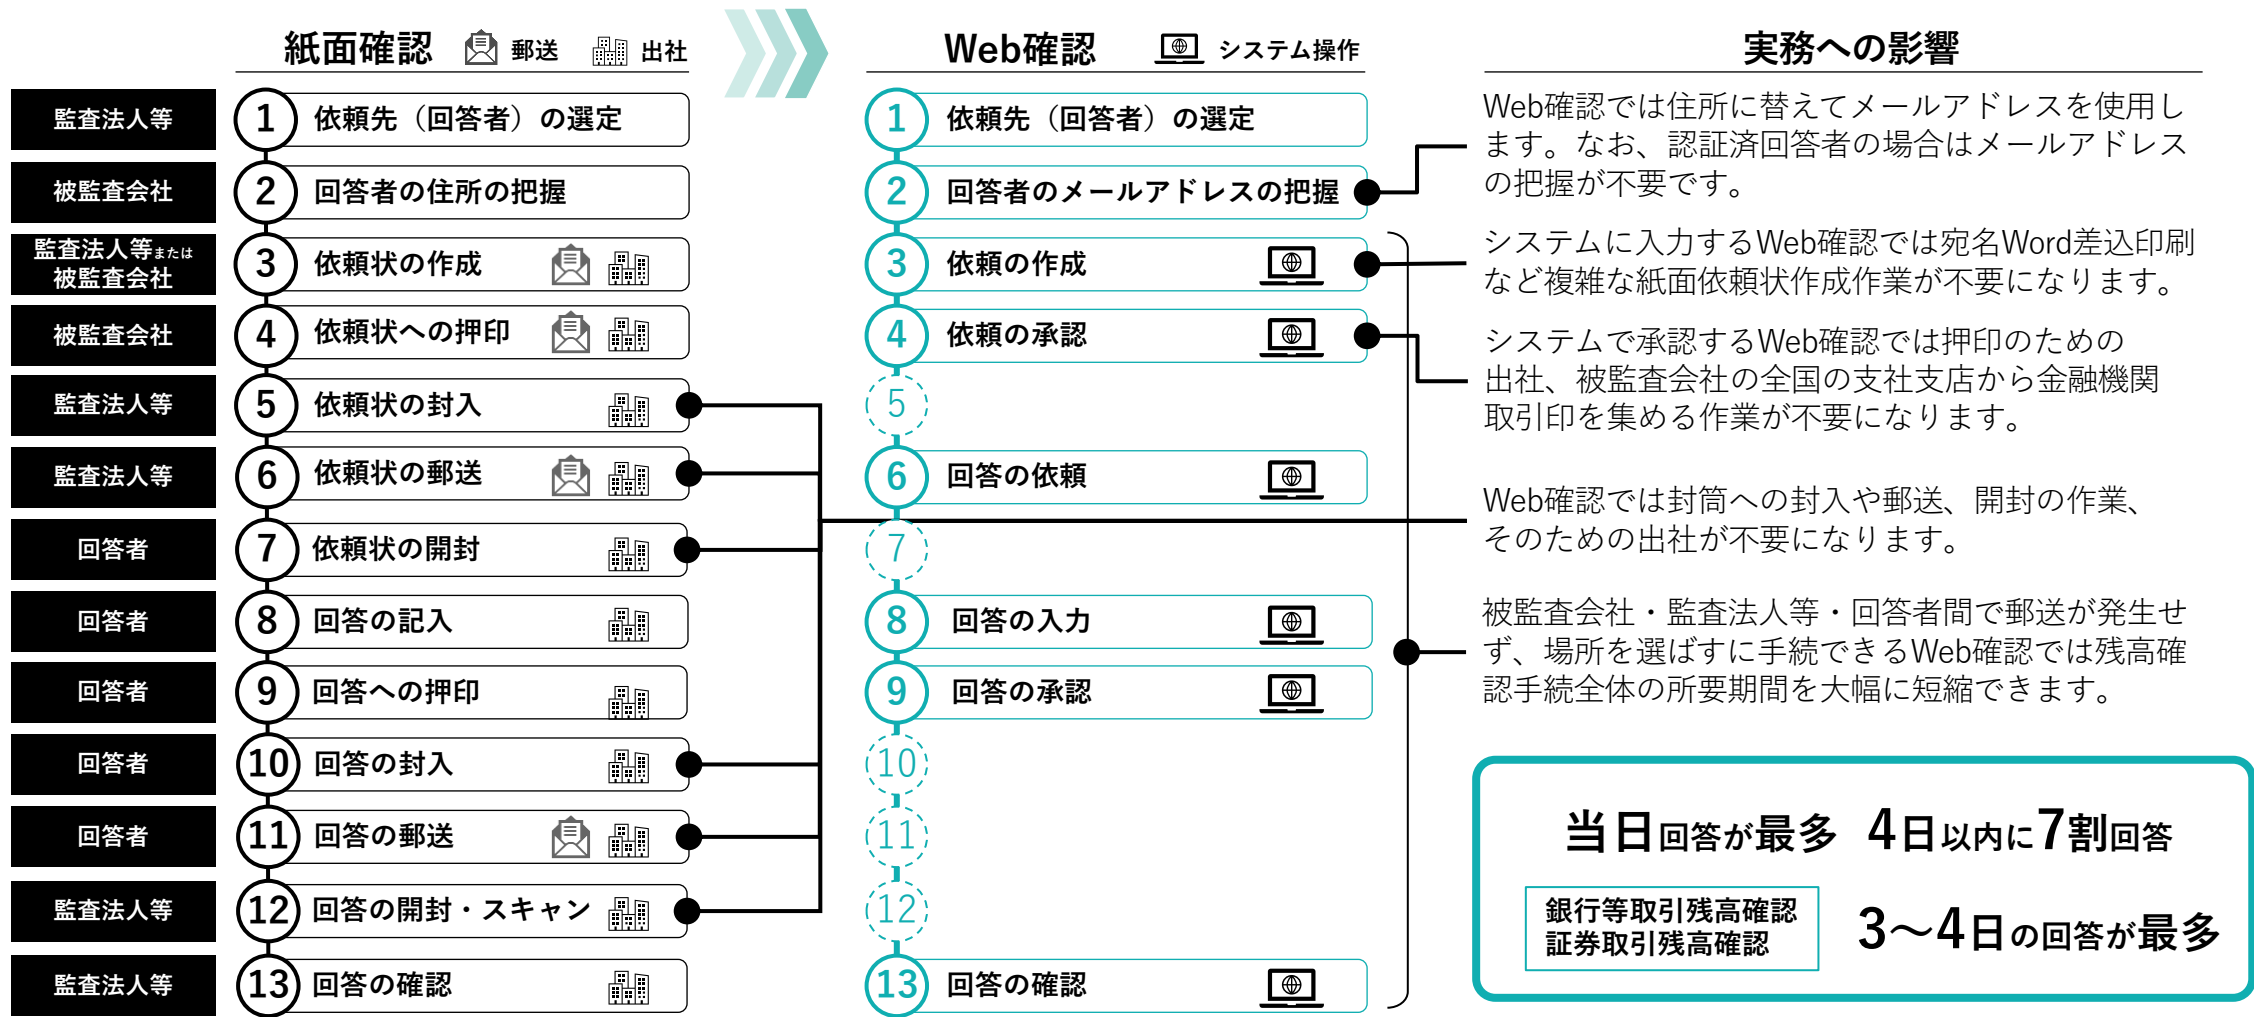 紙面確認 郵送 出社
Web確認 システム操作
実務への影響
監査法人等
1 依頼先（回答者）の選定
1 依頼先（回答者）の選定
被監査会社
2 回答者の住所の把握
2 回答者のメールアドレスの把握
監査法人等または
被監査会社
3 依頼状の作成
3 依頼の作成
被監査会社
4 依頼状への押印
4 依頼の承認
監査法人等
5 依頼状の封入
5
監査法人等
6 依頼状の郵送
6 回答の依頼
回答者
7 依頼状の開封
7
回答者
8 回答の記入
8 回答の入力
回答者
9 回答への押印
9 回答の承認
回答者
10 回答の封入
10
回答者
11 回答の郵送
11
監査法人等
12 回答の開封・スキャン
12
監査法人等
13 回答の確認
13 回答の確認
Web確認では住所に替えてメールアドレスを使用し
ます。なお、認証済回答者の場合はメールアドレス
の把握が不要です。
システムに入力するWeb確認では宛名Word差込印刷
など複雑な紙面依頼状作成作業が不要になります。
システムで承認するWeb確認では押印のための
出社、被監査会社の全国の支社支店から金融機関
取引印を集める作業が不要になります。
Web確認では封筒への封入や郵送、開封の作業、
そのための出社が不要になります。
被監査会社・監査法人等・回答者間で郵送が発生せ
ず、場所を選ばすに手続できるWeb確認では残高確
認手続全体の所要期間を大幅に短縮できます。
当日回答が最多 4日以内に7割回答
銀行等取引残高確認
証券取引残高確認
3～4日の回答が最多